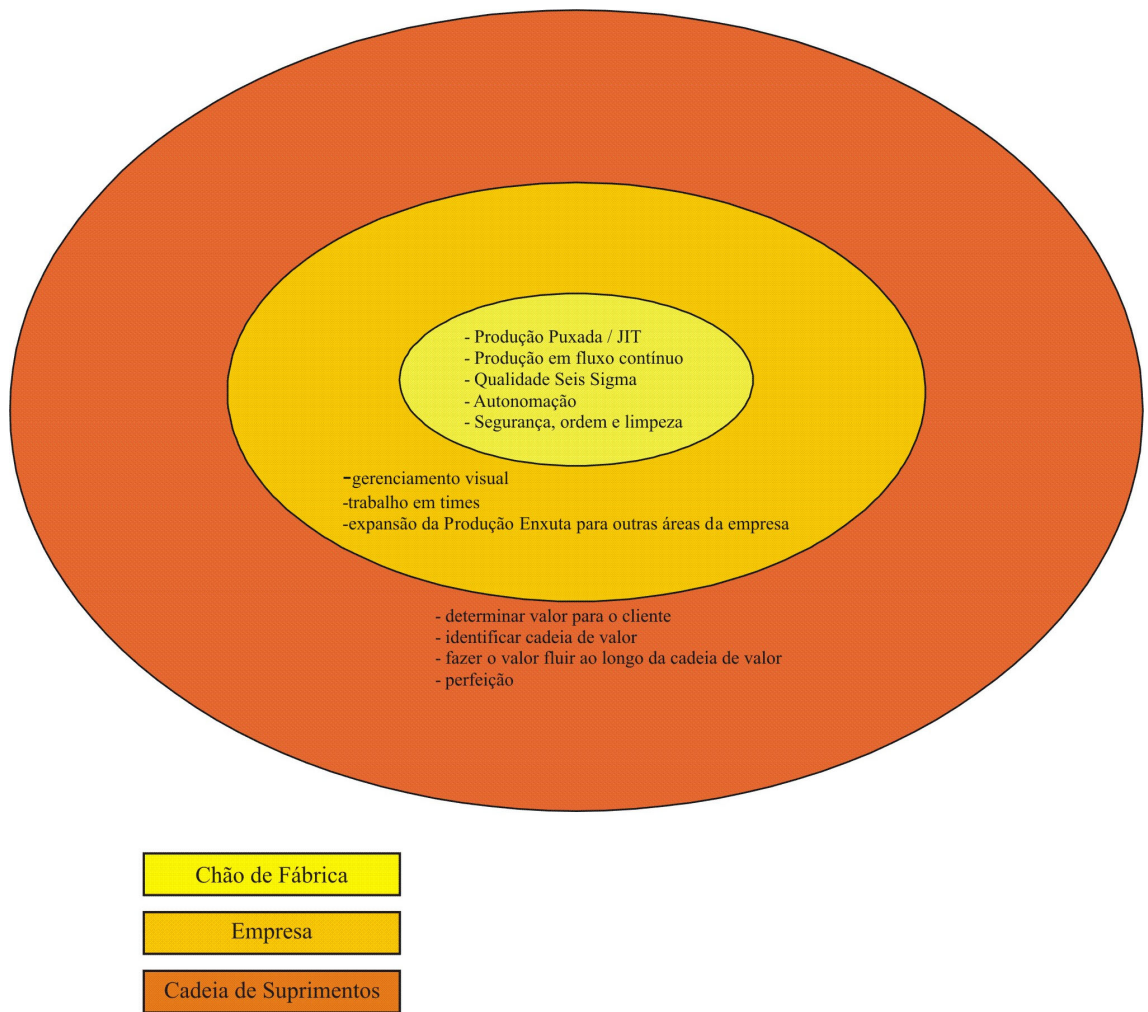 - Produção Puxada / JIT
- Produção em fluxo contínuo
- Qualidade Seis Sigma
- Autonomação
- Segurança, ordem e limpeza
-gerenciamento visual
-trabalho em times
-expansão da Produção Enxuta para outras áreas da empresa
- determinar valor para o cliente
- identificar cadeia de valor
- fazer o valor fluir ao longo da cadeia de valor
- perfeição
Chão de Fábrica
Empresa
Cadeia de Suprimentos